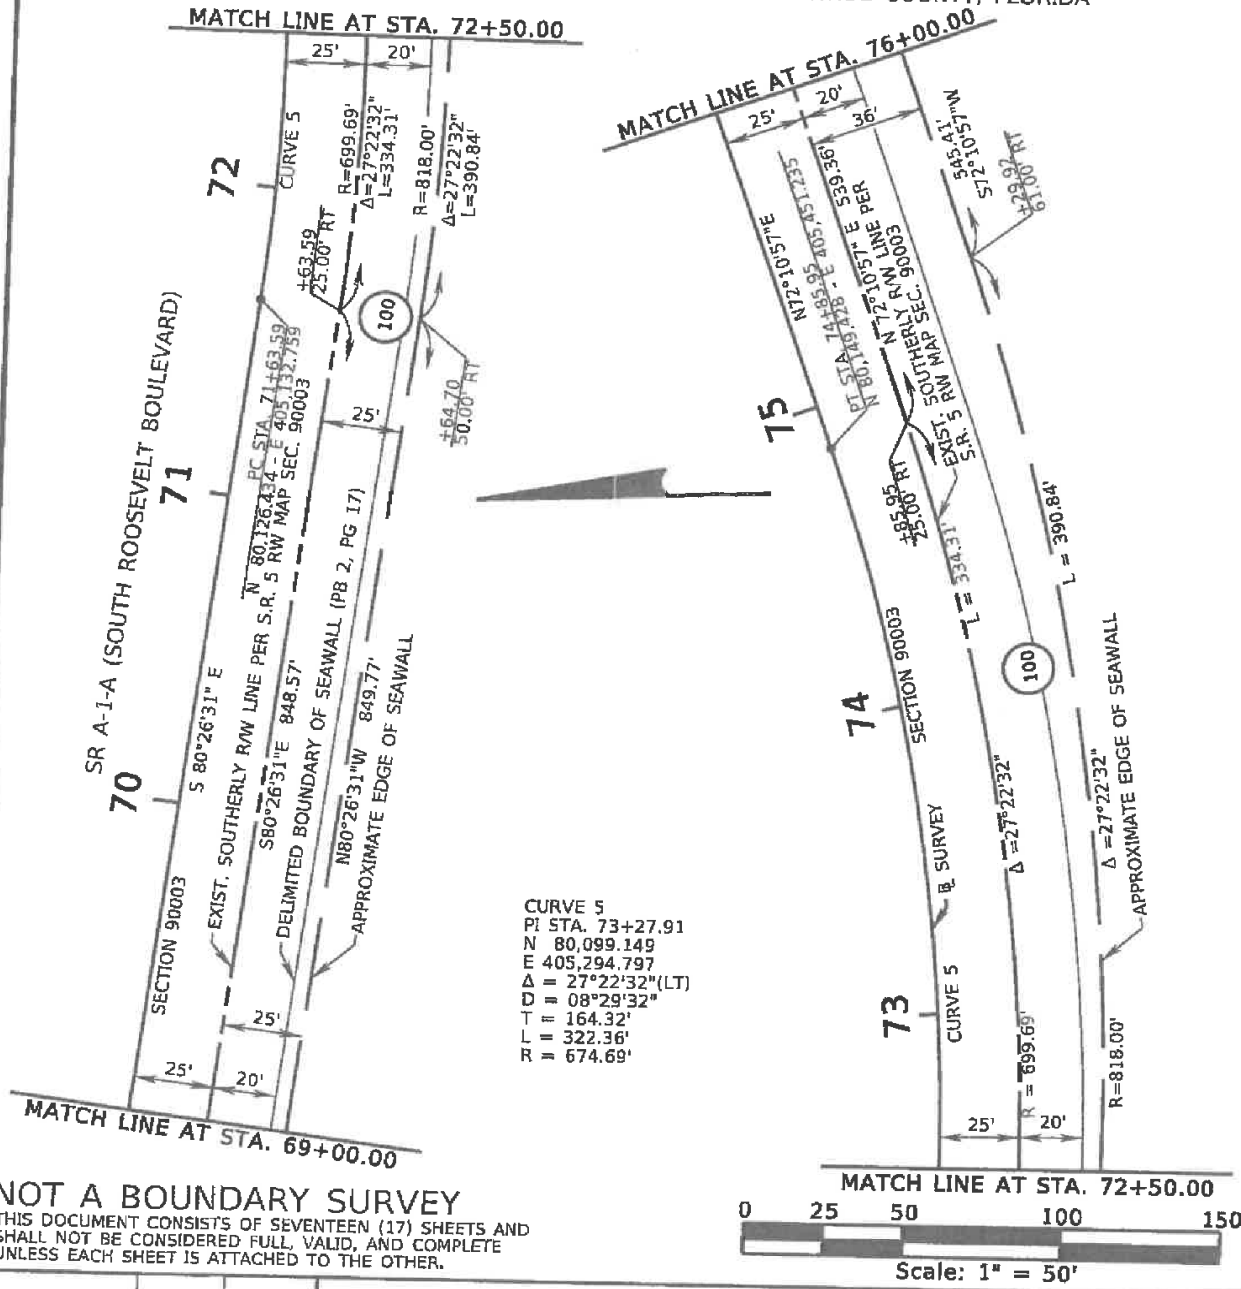 COUNTY, FLORIDA
MATCH LINE AT STA. 72+50.00
25'
20'
CURVE 5
R=699.69'
Δ=27°22'32"
L=334.31'
R=818.00'
Δ=27°22'32"
L=390.84'
72
+63.59
25.00' RT
100
+64.70
50.00' RT
PC STA. 71+63.59
N 80,126.434 - E 405,132.759
25'
71
SR A-1-A (SOUTH ROOSEVELT BOULEVARD)
70
S 80°26'31" E
EXIST. SOUTHERLY R/W LINE PER S.R. 5 RW MAP SEC. 90003
S80°26'31"E 848.57'
DELIMITED BOUNDARY OF SEAWALL (PB 2, PG 17)
N80°26'31"W 849.77'
APPROXIMATE EDGE OF SEAWALL
SECTION 90003
25'
25'
20'
MATCH LINE AT STA. 69+00.00
CURVE 5
PI STA. 73+27.91
N 80,099.149
E 405,294.797
Δ = 27°22'32"(LT)
D = 08°29'32"
T = 164.32'
L = 322.36'
R = 674.69'
MATCH LINE AT STA. 76+00.00
25'
20'
36'
N72°10'57"E
PT STA. 74+85.95
N 80,149.428 - E 405,451.235
N 72°10'57" E 539.36'
EXIST. SOUTHERLY R/W LINE PER
S.R. 5 RW MAP SEC. 90003
545.41'
S72°10'57"W
+29.92
61.00' RT
75
+85.95
25.00' RT
L = 334.31'
L = 390.84'
74
SECTION 90003
100
Δ =27°22'32"
Δ =27°22'32"
APPROXIMATE EDGE OF SEAWALL
BL SURVEY
73
CURVE 5
R = 699.69'
R=818.00'
25'
20'
MATCH LINE AT STA. 72+50.00
0 25 50 100 150
Scale: 1" = 50'
NOT A BOUNDARY SURVEY
THIS DOCUMENT CONSISTS OF SEVENTEEN (17) SHEETS AND
SHALL NOT BE CONSIDERED FULL, VALID, AND COMPLETE
UNLESS EACH SHEET IS ATTACHED TO THE OTHER.